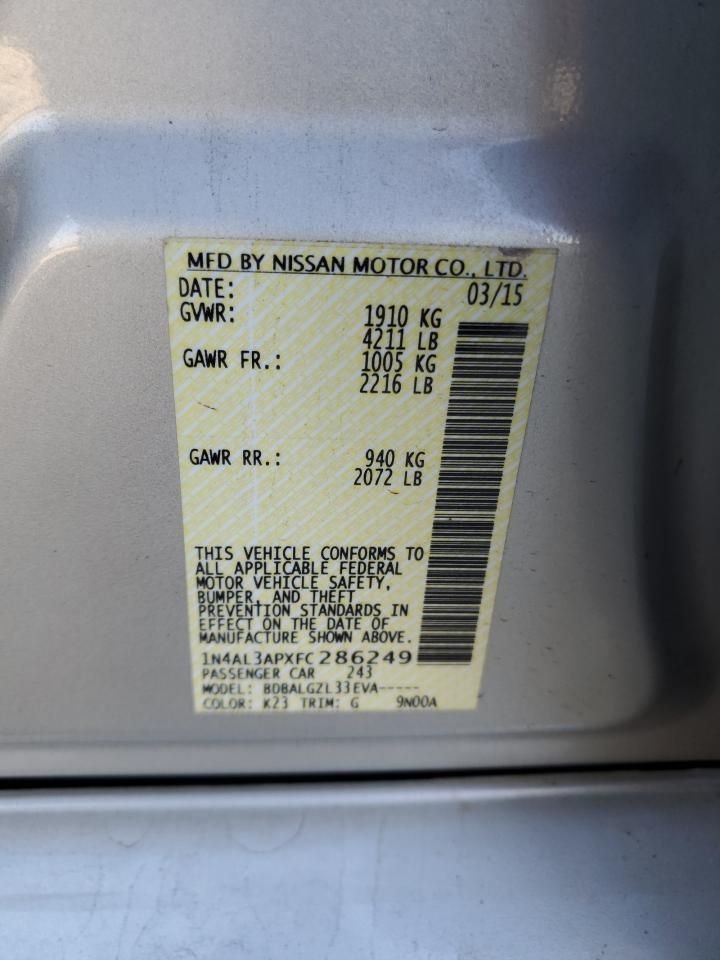 MFD BY NISSAN MOTOR CO., LTD.
DATE: 03/15
GVWR: 1910 KG
4211 LB
GAWR FR.: 1005 KG
2216 LB
GAWR RR.: 940 KG
2072 LB
THIS VEHICLE CONFORMS TO
ALL APPLICABLE FEDERAL
MOTOR VEHICLE SAFETY,
BUMPER, AND THEFT
PREVENTION STANDARDS IN
EFFECT ON THE DATE OF
MANUFACTURE SHOWN ABOVE.
1N4AL3APXFC286249
PASSENGER CAR 243
MODEL: BDBALGZL33EVA-----
COLOR: K23 TRIM: G 9N00A